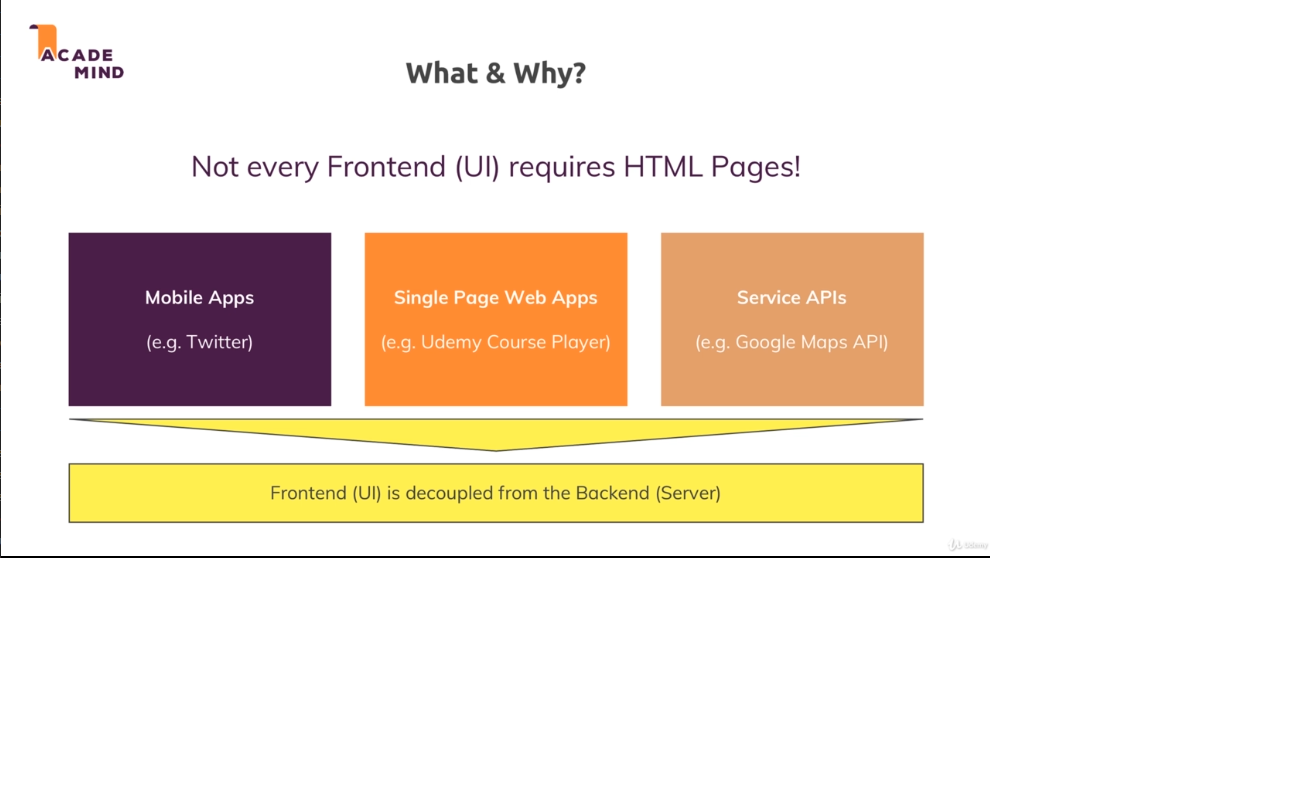 ACADE
MIND
What & Why?
Not every Frontend (UI) requires HTML Pages!
Mobile Apps
(e.g. Twitter)
Single Page Web Apps
(e.g. Udemy Course Player)
Service APIs
(e.g. Google Maps API)
Frontend (UI) is decoupled from the Backend (Server)
Udemy